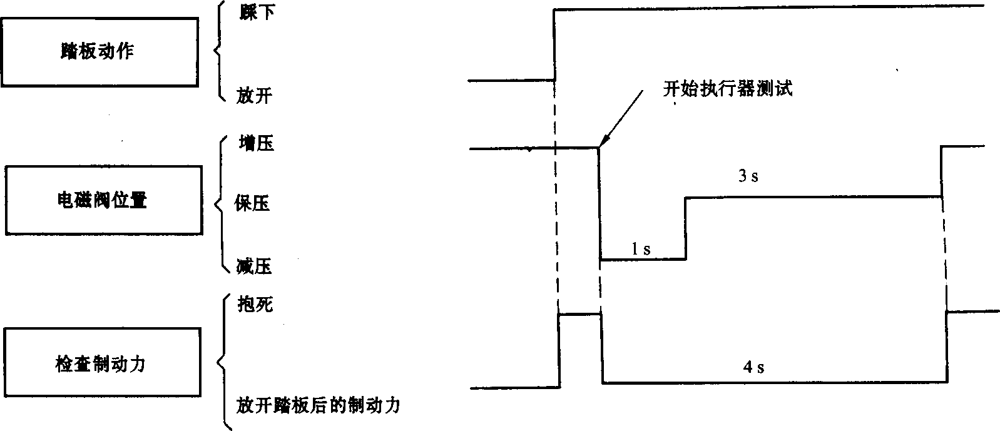 踏板动作
踩下
放开
开始执行器测试
电磁阀位置
增压
保压
减压
3 s
1 s
检查制动力
抱死
放开踏板后的制动力
4 s